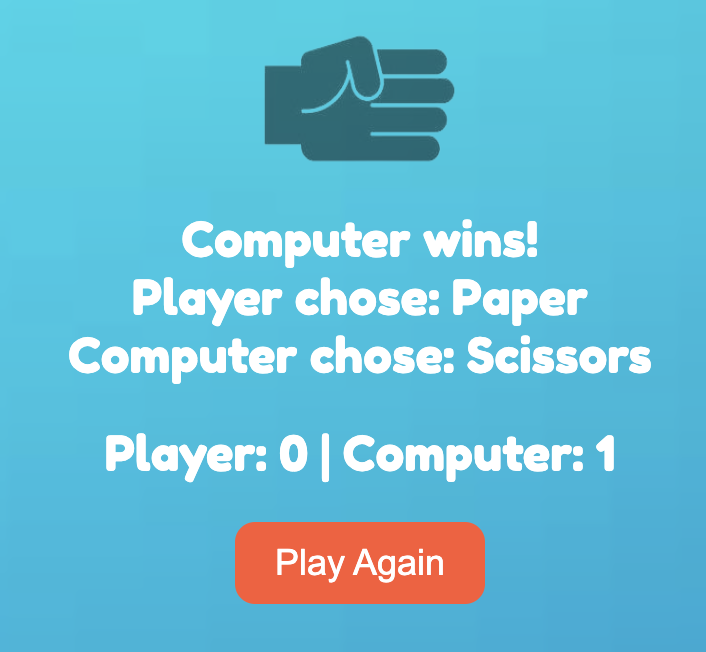 Computer wins!
Player chose: Paper
Computer chose: Scissors
Player: 0 | Computer: 1
Play Again